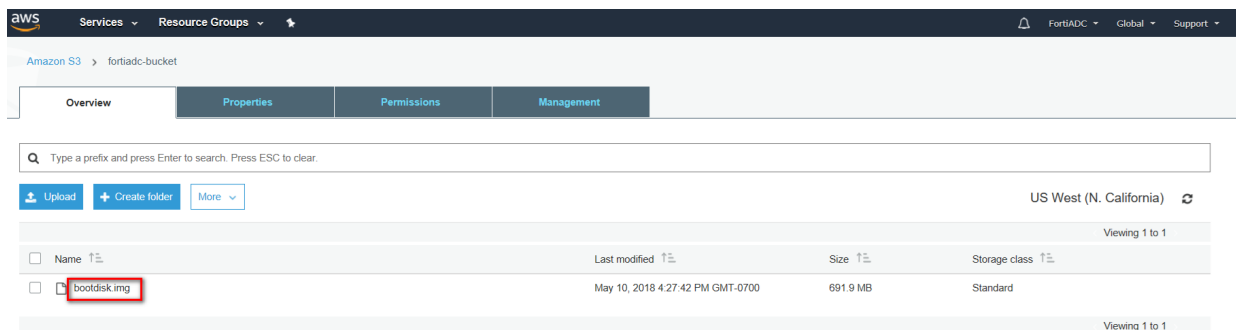 aws Services Resource Groups FortiADC Global Support
Amazon S3 > fortiadc-bucket
Overview Properties Permissions Management
Type a prefix and press Enter to search. Press ESC to clear.
Upload + Create folder More US West (N. California)
Viewing 1 to 1
Name Last modified Size Storage class
bootdisk.img May 10, 2018 4:27:42 PM GMT-0700 691.9 MB Standard
Viewing 1 to 1